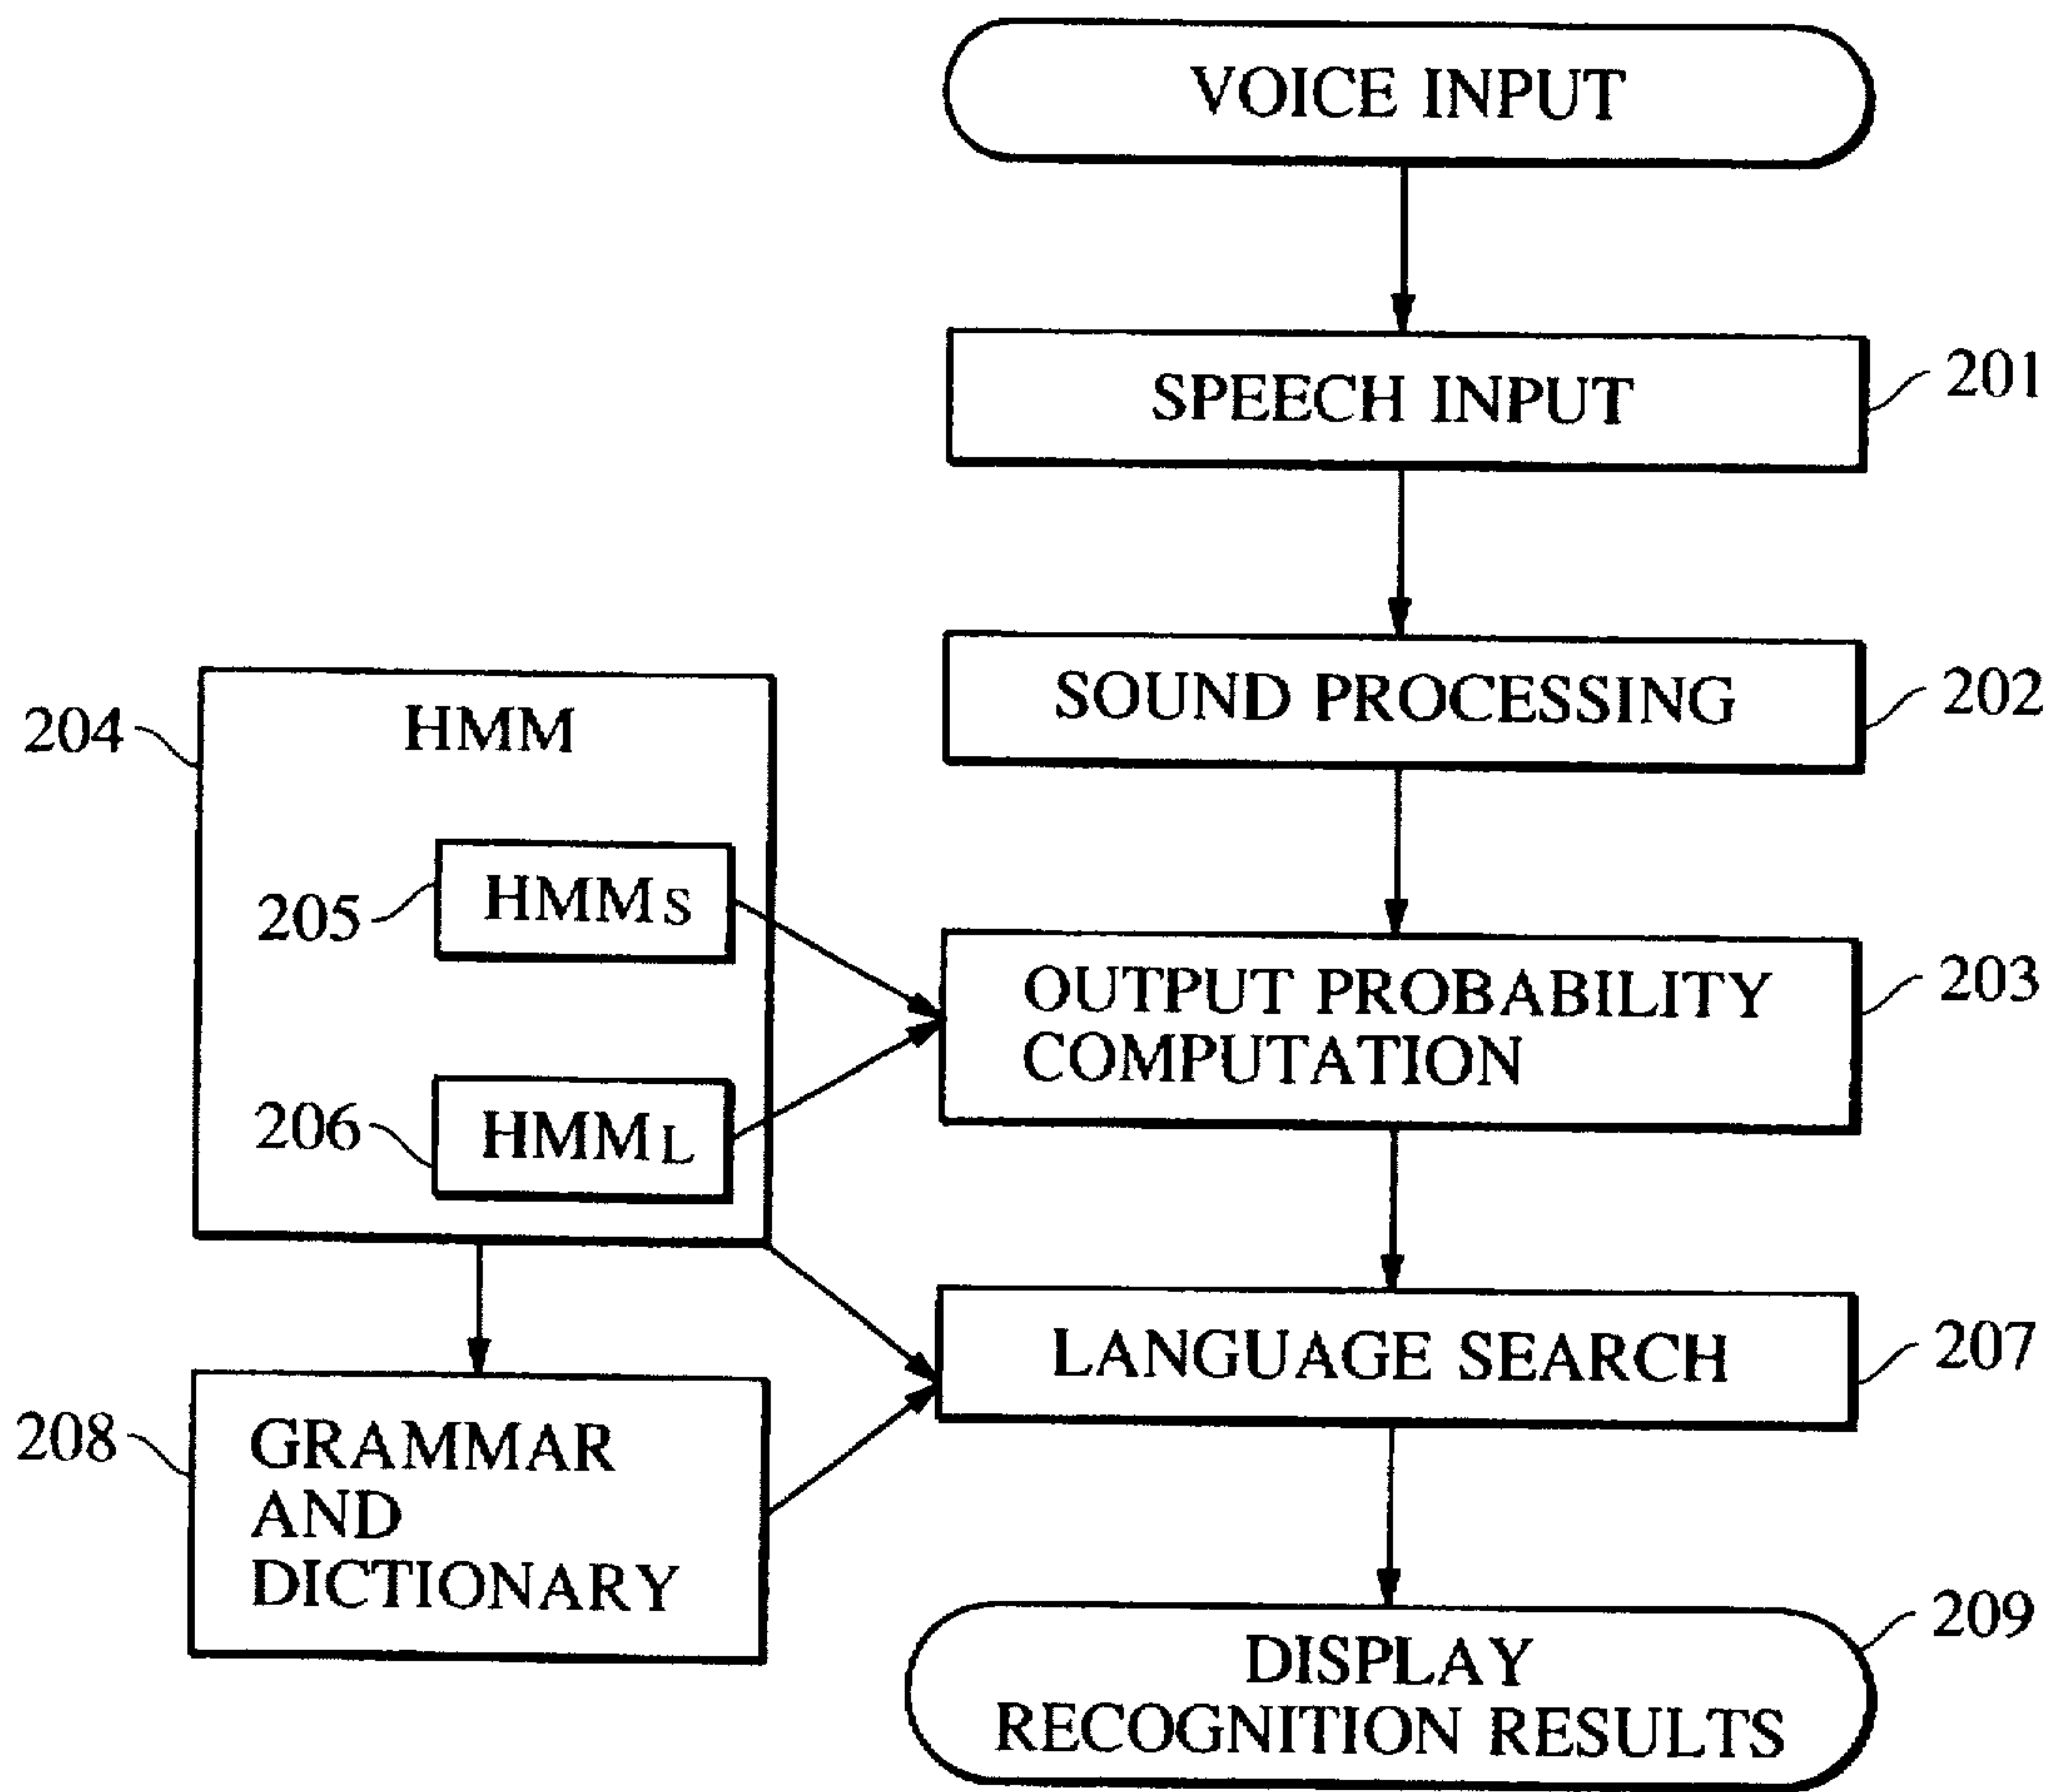 VOICE INPUT
SPEECH INPUT
201
SOUND PROCESSING
202
204
HMM
205
HMMS
206
HMML
OUTPUT PROBABILITY
COMPUTATION
203
LANGUAGE SEARCH
207
208
GRAMMAR
AND
DICTIONARY
DISPLAY
RECOGNITION RESULTS
209